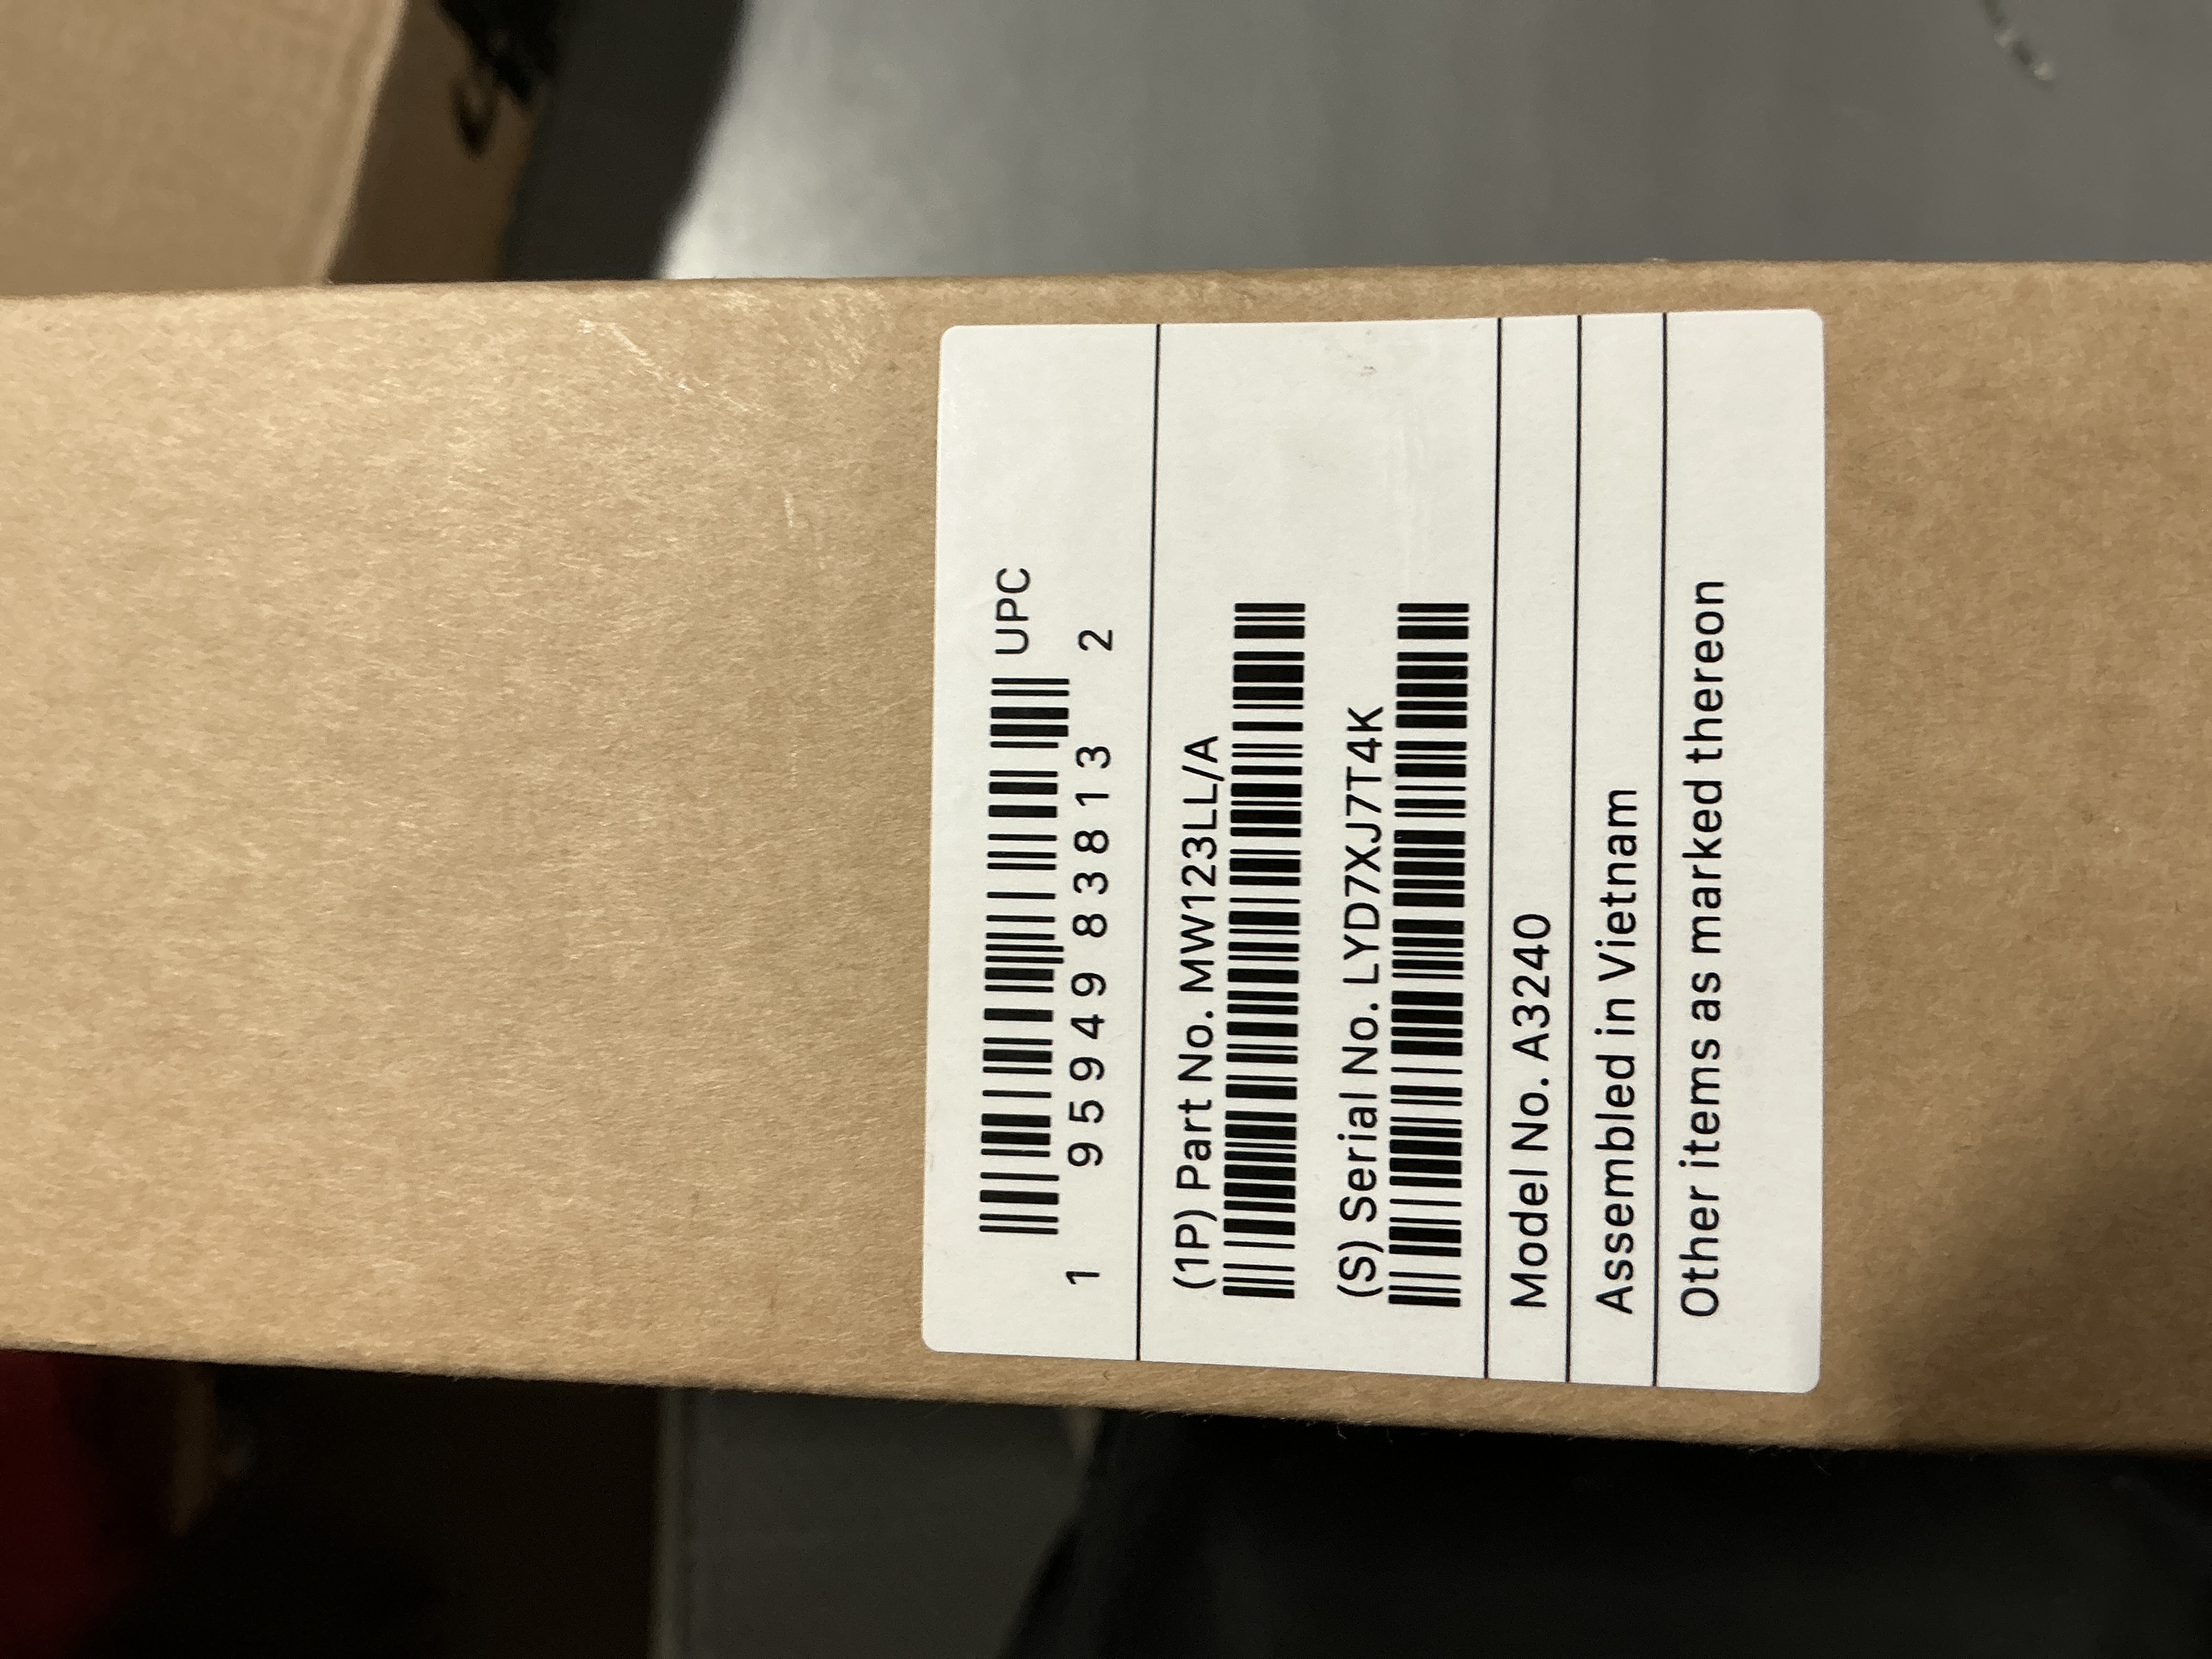 UPC
1 95949 83813 2
(1P) Part No. MW123LL/A
(S) Serial No. LYD7XJ7T4K
Model No. A3240
Assembled in Vietnam
Other items as marked thereon